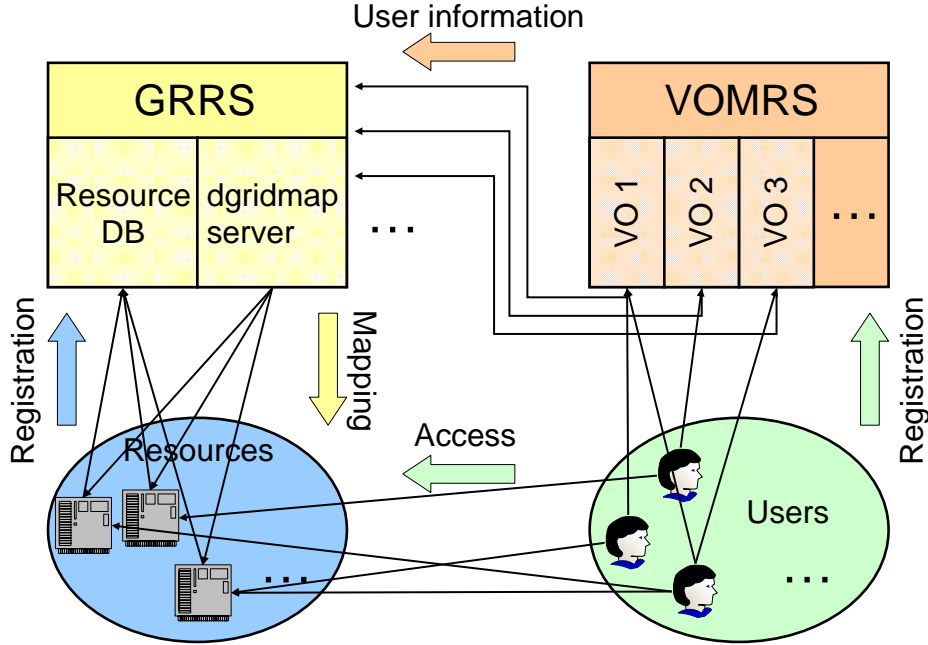 User information
GRRS
VOMRS
Resource
DB
dgridmap
server
...
VO 1
VO 2
VO 3
...
Registration
Mapping
Registration
Resources
Access
Users
...
...